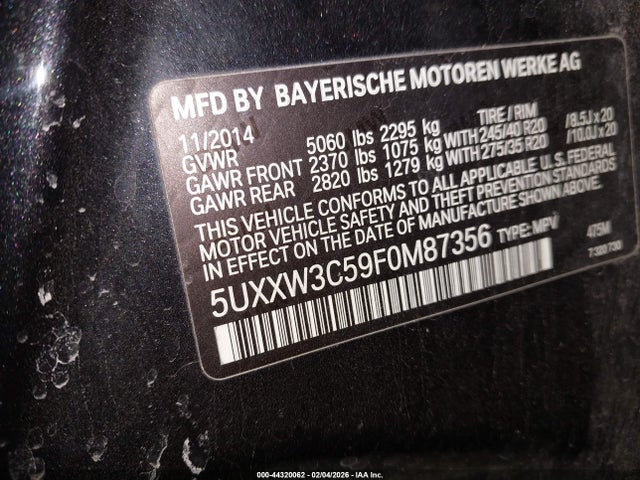 MFD BY BAYERISCHE MOTOREN WERKE AG
11/2014 TIRE / RIM
GVWR 5060 lbs 2295 kg
GAWR FRONT 2370 lbs 1075 kg WITH 245/40 R20 /8.5J x 20
GAWR REAR 2820 lbs 1279 kg WITH 275/35 R20 /10.0J x 20
THIS VEHICLE CONFORMS TO ALL APPLICABLE U.S. FEDERAL
MOTOR VEHICLE SAFETY AND THEFT PREVENTION STANDARDS
IN EFFECT ON THE DATE OF MANUFACTURE SHOWN ABOVE.
5UXXW3C59F0M87356 TYPE: MPV 475M
000-44320062 - 02/04/2026 - IAA Inc.